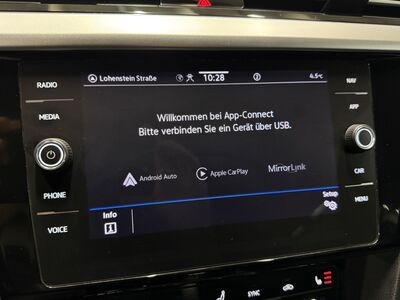 RADIO
MEDIA
PHONE
VOICE
Lohenstein Straße
10:28
4.5°C
Willkommen bei App-Connect
Bitte verbinden Sie ein Gerät über USB.
Android Auto
Apple CarPlay
MirrorLink
Info
Setup
NAV
APP
CAR
MENU
SYNC